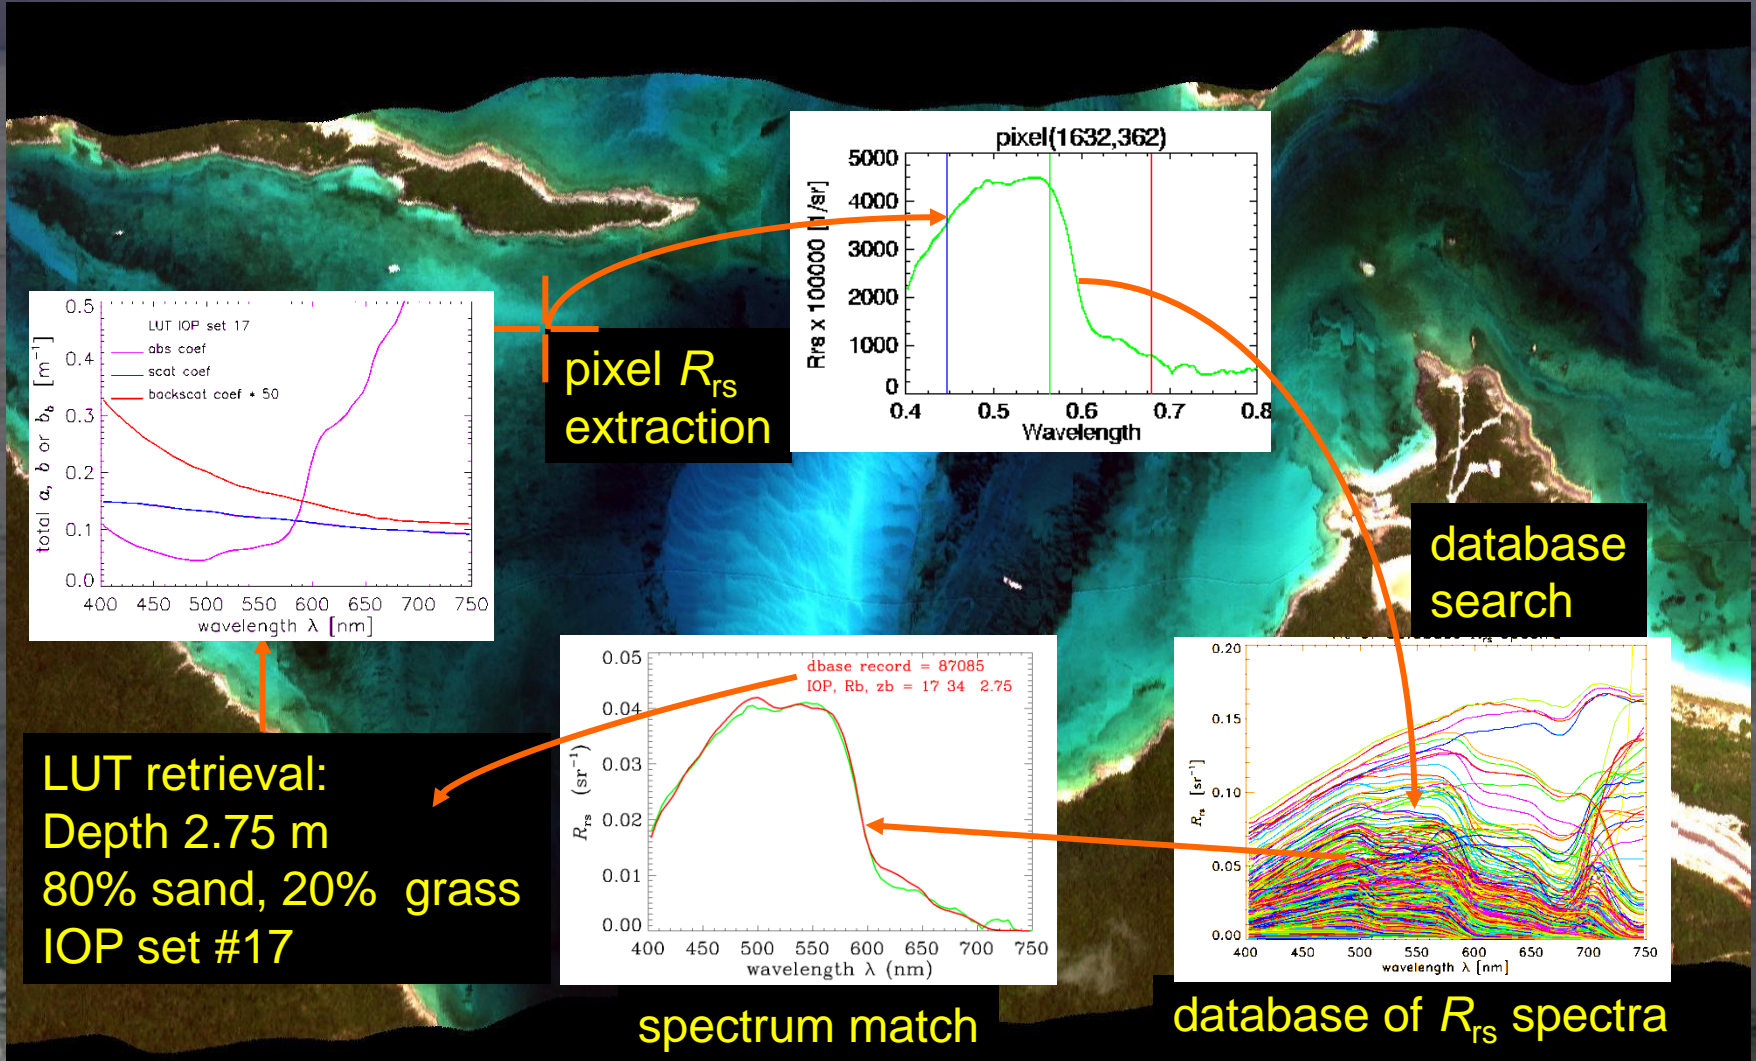 pixel(1632,362)
5000
4000
3000
2000
1000
0
Rrs x 100000 [1/sr]
0.4 0.5 0.6 0.7 0.8
Wavelength
0.5
0.4
0.3
0.2
0.1
0.0
total a, b or b_b [m⁻¹]
LUT IOP set 17
abs coef
scat coef
backscat coef * 50
400 450 500 550 600 650 700 750
wavelength λ [nm]
pixel Rrs
extraction
database
search
0.05
0.04
0.03
0.02
0.01
0.00
Rrs (sr⁻¹)
dbase record = 87085
IOP, Rb, zb = 17 34 2.75
400 450 500 550 600 650 700 750
wavelength λ (nm)
spectrum match
0.20
0.15
0.10
0.05
0.00
Rrs [sr⁻¹]
400 450 500 550 600 650 700 750
wavelength λ [nm]
database of Rrs spectra
LUT retrieval:
Depth 2.75 m
80% sand, 20% grass
IOP set #17